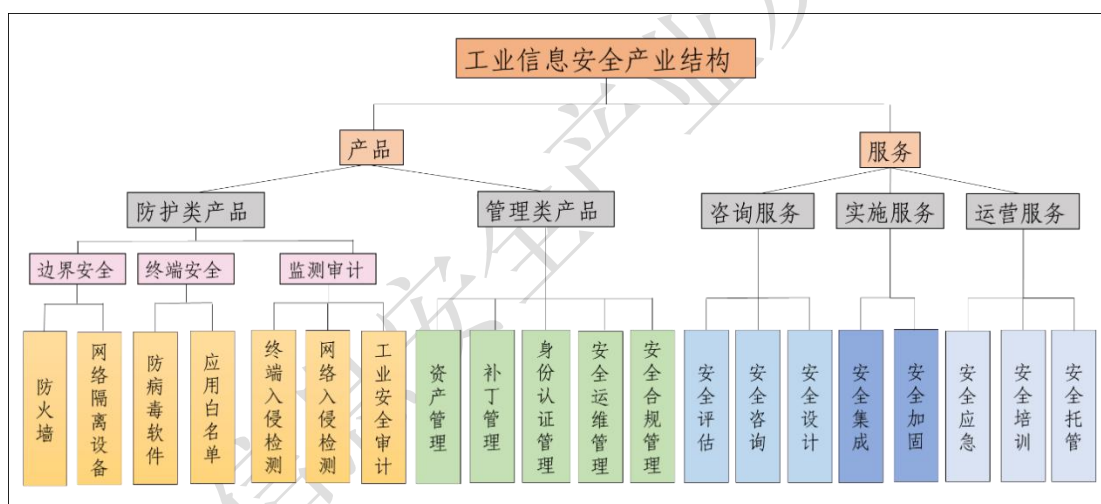 工业信息安全产业结构
产品
服务
防护类产品
管理类产品
咨询服务
实施服务
运营服务
边界安全
终端安全
监测审计
防火墙
网络隔离设备
防病毒软件
应用白名单
终端入侵检测
网络入侵检测
工业安全审计
资产管理
补丁管理
身份认证管理
安全运维管理
安全合规管理
安全评估
安全咨询
安全设计
安全集成
安全加固
安全应急
安全培训
安全托管
信息安全产业发